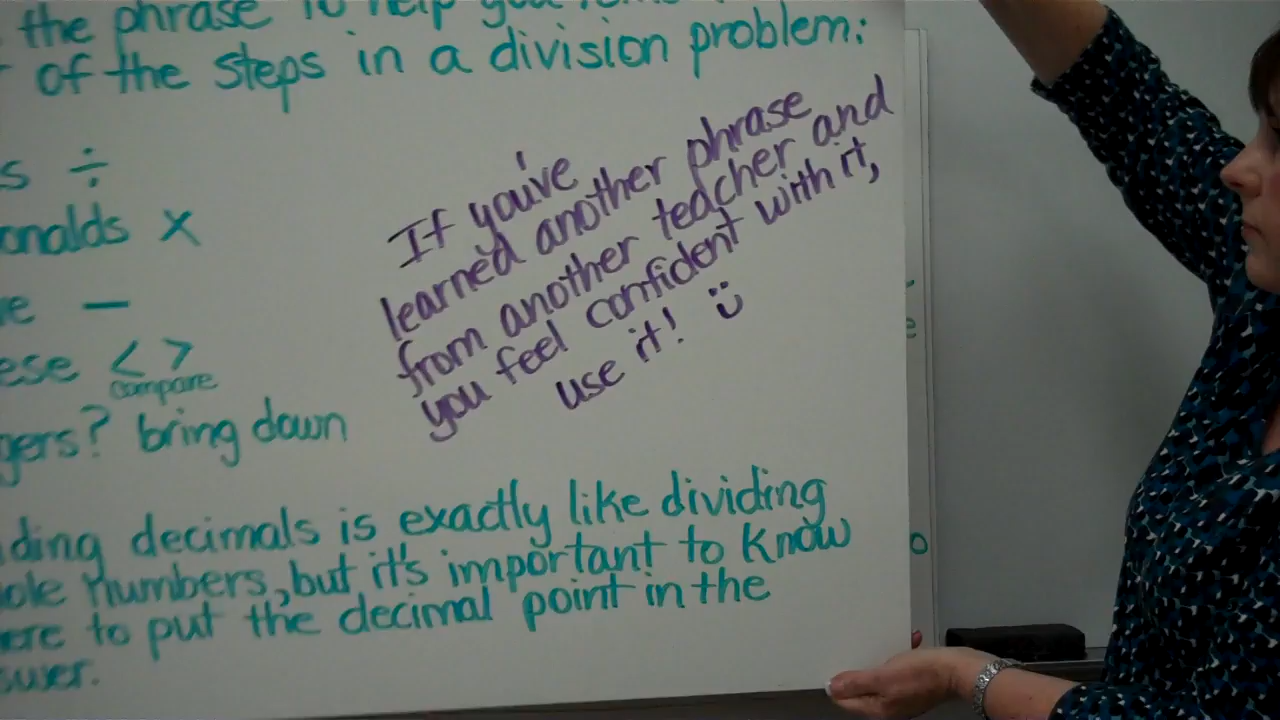 the phrase to help you
of the steps in a division problem:
s ÷
onalds ×
e —
ese < >
compare
gers? bring down
If you've
learned another phrase
from another teacher and
you feel confident with it,
use it! ü
ding decimals is exactly like dividing
ole numbers, but it's important to know
ere to put the decimal point in the
swer.